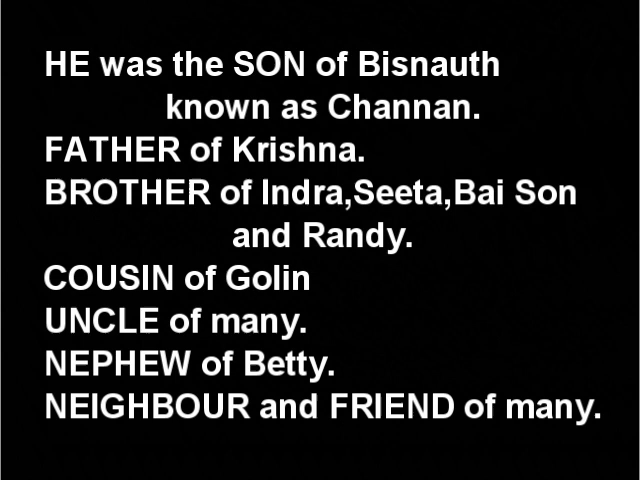 HE was the SON of Bisnauth
known as Channan.
FATHER of Krishna.
BROTHER of Indra,Seeta,Bai Son
and Randy.
COUSIN of Golin
UNCLE of many.
NEPHEW of Betty.
NEIGHBOUR and FRIEND of many.